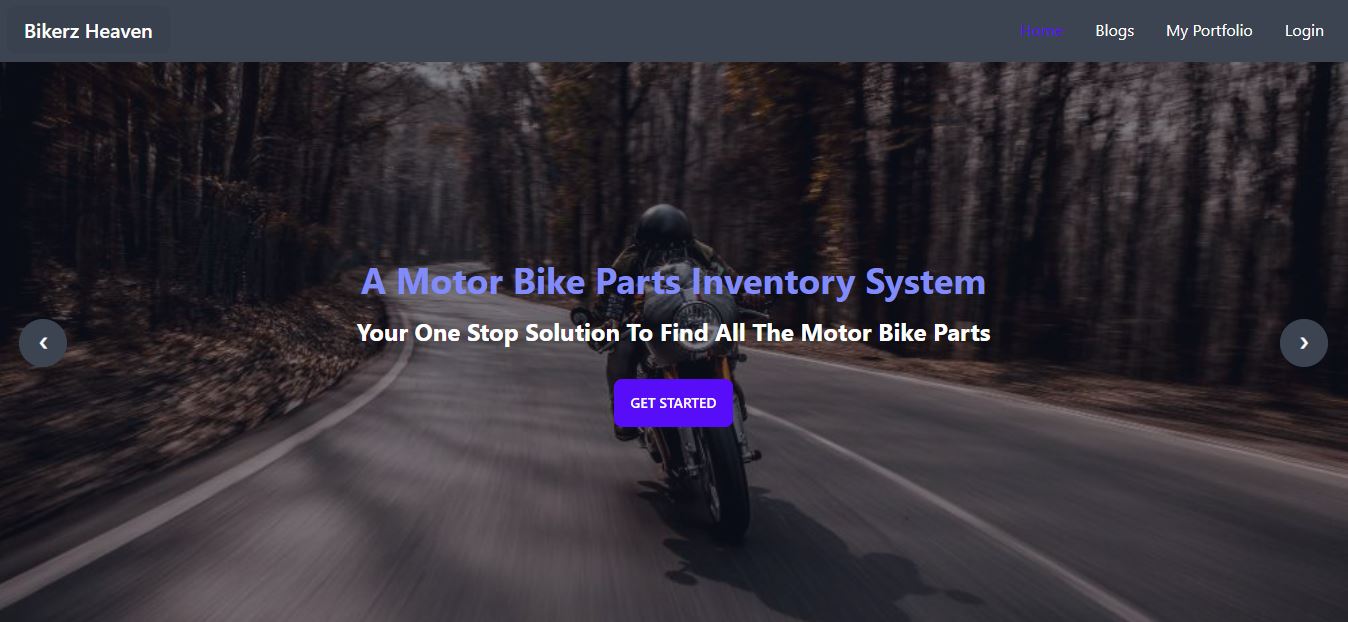 Bikerz Heaven
Home
Blogs
My Portfolio
Login
A Motor Bike Parts Inventory System
Your One Stop Solution To Find All The Motor Bike Parts
GET STARTED